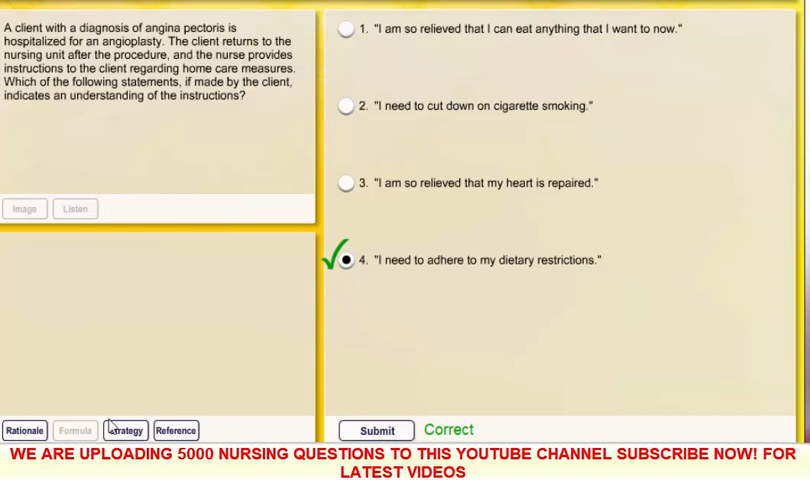 A client with a diagnosis of angina pectoris is
hospitalized for an angioplasty. The client returns to the
nursing unit after the procedure, and the nurse provides
instructions to the client regarding home care measures.
Which of the following statements, if made by the client,
indicates an understanding of the instructions?
Image Listen
1. "I am so relieved that I can eat anything that I want to now."
2. "I need to cut down on cigarette smoking."
3. "I am so relieved that my heart is repaired."
4. "I need to adhere to my dietary restrictions."
Rationale Formula Strategy Reference
Submit Correct
WE ARE UPLOADING 5000 NURSING QUESTIONS TO THIS YOUTUBE CHANNEL SUBSCRIBE NOW! FOR
LATEST VIDEOS